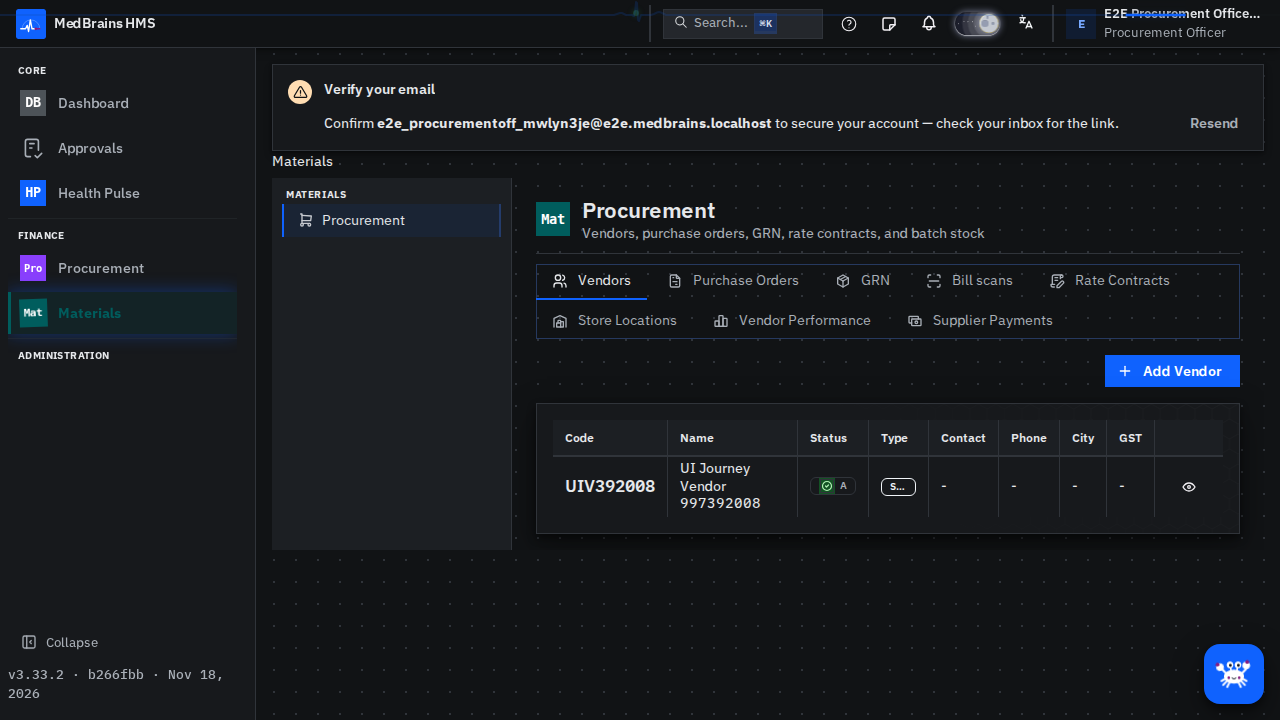 MedBrains HMS
Search... ⌘K
E
E2E Procurement Office...
Procurement Officer
CORE
DB Dashboard
Approvals
HP Health Pulse
FINANCE
Pro Procurement
Mat Materials
ADMINISTRATION
Collapse
v3.33.2 · b266fbb · Nov 18,
2026
Verify your email
Confirm e2e_procurementoff_mwlyn3je@e2e.medbrains.localhost to secure your account — check your inbox for the link.
Resend
Materials
MATERIALS
Procurement
Mat
Procurement
Vendors, purchase orders, GRN, rate contracts, and batch stock
Vendors Purchase Orders GRN Bill scans Rate Contracts
Store Locations Vendor Performance Supplier Payments
Add Vendor
Code Name Status Type Contact Phone City GST
UIV392008 UI Journey Vendor 997392008 A S... - - - -